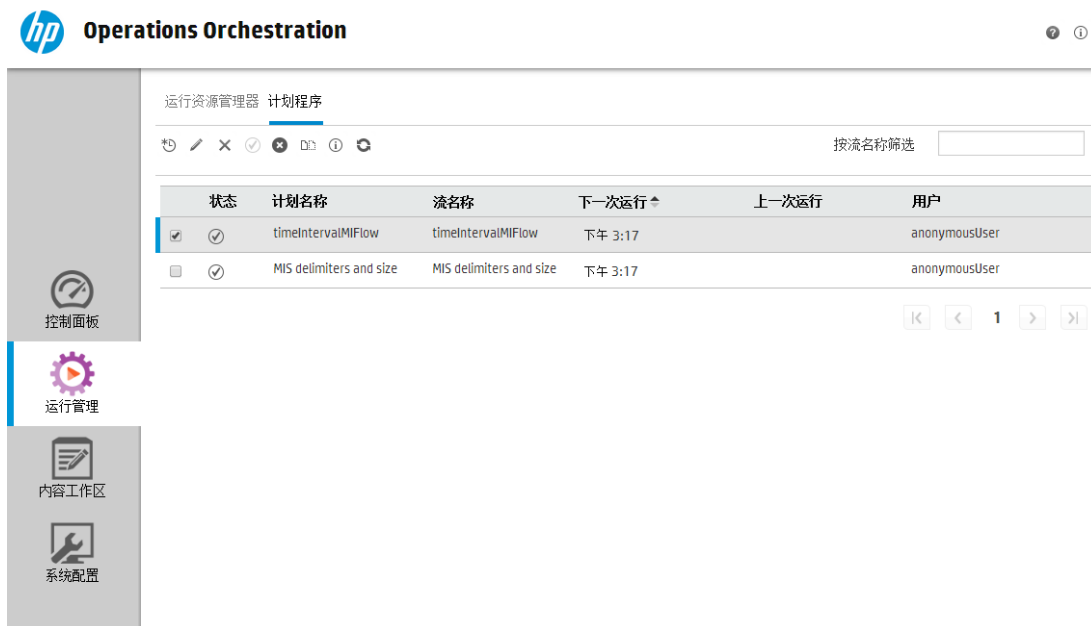 hp Operations Orchestration
运行资源管理器 计划程序
按流名称筛选
状态 计划名称 流名称 下一次运行 上一次运行 用户
timeIntervalMIFlow timeIntervalMIFlow 下午 3:17 anonymousUser
MIS delimiters and size MIS delimiters and size 下午 3:17 anonymousUser
1
控制面板
运行管理
内容工作区
系统配置